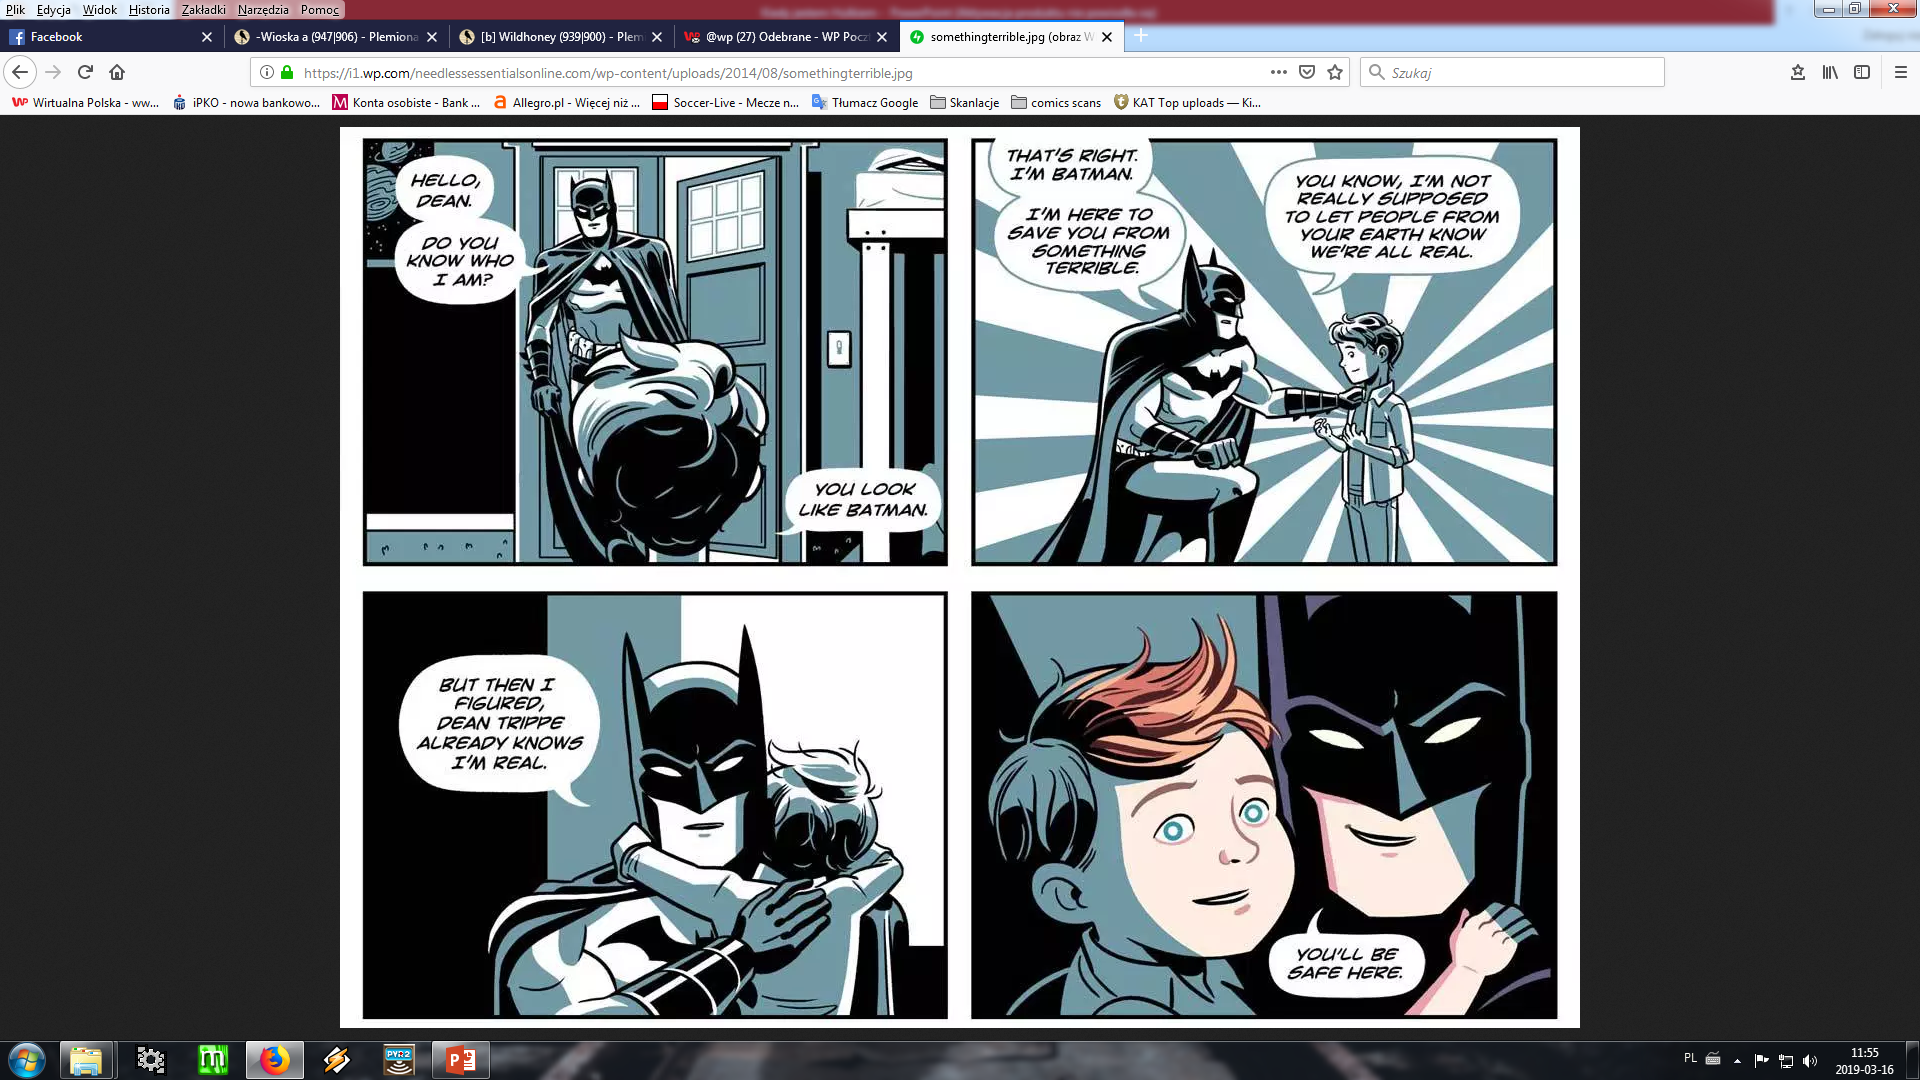 Plik Edycja Widok Historia Zakładki Narzędzia Pomoc
Facebook
-Wioska a (947|906) - Plemiona
[b] Wildhoney (939|900) - Plem
@wp (27) Odebrane - WP Pocz
somethingterrible.jpg (obraz W
https://i1.wp.com/needlessessentialsonline.com/wp-content/uploads/2014/08/somethingterrible.jpg
Szukaj
Wirtualna Polska - ww...
iPKO - nowa bankowo...
Konta osobiste - Bank ...
Allegro.pl - Więcej niż ...
Soccer-Live - Mecze n...
Tłumacz Google
Skanlacje
comics scans
KAT Top uploads — Ki...
HELLO,
DEAN.
DO YOU
KNOW WHO
I AM?
YOU LOOK
LIKE BATMAN.
THAT'S RIGHT.
I'M BATMAN.
I'M HERE TO
SAVE YOU FROM
SOMETHING
TERRIBLE.
YOU KNOW, I'M NOT
REALLY SUPPOSED
TO LET PEOPLE FROM
YOUR EARTH KNOW
WE'RE ALL REAL.
BUT THEN I
FIGURED,
DEAN TRIPPE
ALREADY KNOWS
I'M REAL.
YOU'LL BE
SAFE HERE.
PL
11:55
2019-03-16